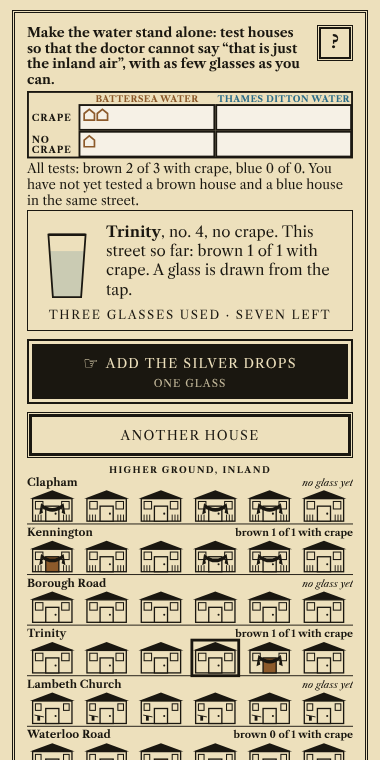 Make the water stand alone: test houses
so that the doctor cannot say “that is just
the inland air”, with as few glasses as you
can.
?
BATTERSEA WATER THAMES DITTON WATER
CRAPE
NO
CRAPE
All tests: brown 2 of 3 with crape, blue 0 of 0. You
have not yet tested a brown house and a blue house
in the same street.
Trinity, no. 4, no crape. This
street so far: brown 1 of 1 with
crape. A glass is drawn from the
tap.
THREE GLASSES USED · SEVEN LEFT
☞ ADD THE SILVER DROPS
ONE GLASS
ANOTHER HOUSE
HIGHER GROUND, INLAND
Clapham no glass yet
Kennington brown 1 of 1 with crape
Borough Road no glass yet
Trinity brown 1 of 1 with crape
Lambeth Church no glass yet
Waterloo Road brown 0 of 1 with crape